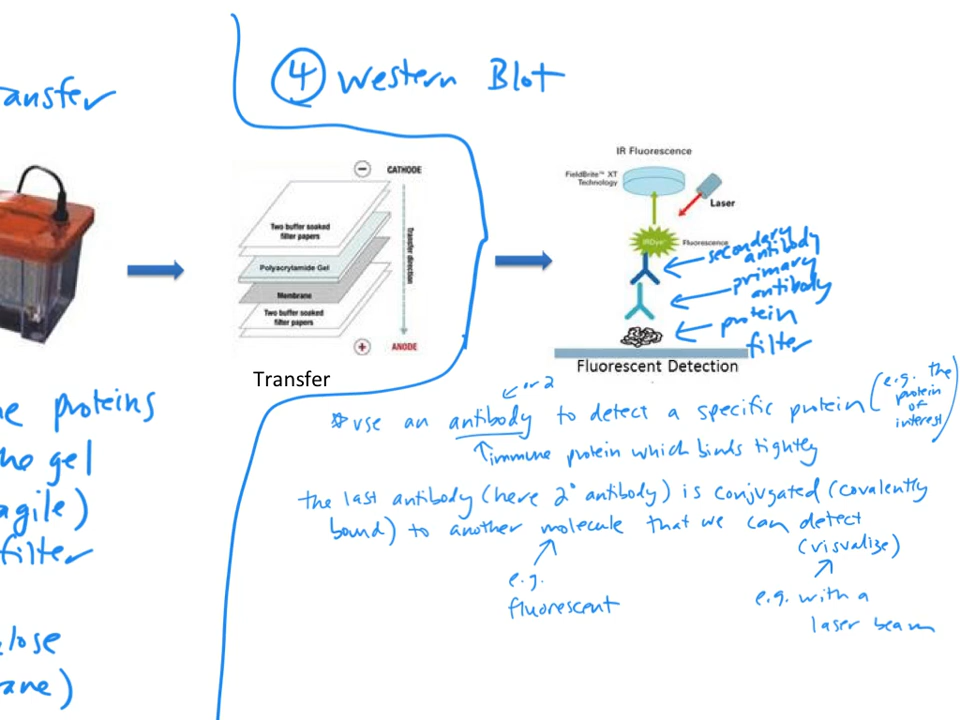 ansfer
④ Western Blot
CATHODE
Two buffer soaked
filter papers
Polyacrylamide Gel
Membrane
Two buffer soaked
filter papers
Transfer direction
ANODE
Transfer
IR Fluorescence
FieldBrite™ XT
Technology
Laser
IRDye
Fluorescence
secondary
antibody
primary
antibody
protein
filter
Fluorescent Detection
or 2
use an antibody to detect a specific protein (e.g. the
protein
of
interest)
immune protein which binds tightly
the last antibody (here 2° antibody) is conjugated (covalently
bound) to another molecule that we can detect
(visualize)
e.g.
fluorescent
e.g. with a
laser beam
e proteins
he gel
agile)
filter
lose
ane)